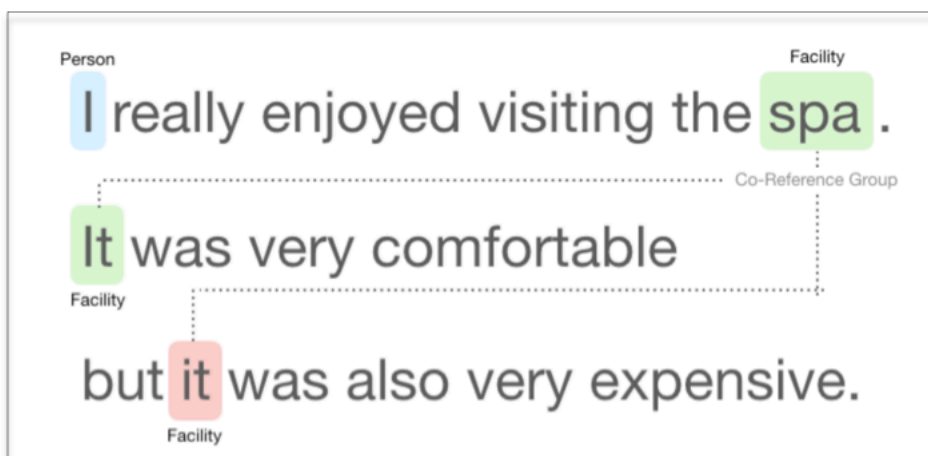 Person
Facility
I really enjoyed visiting the spa .
Co-Reference Group
It was very comfortable
Facility
but it was also very expensive.
Facility